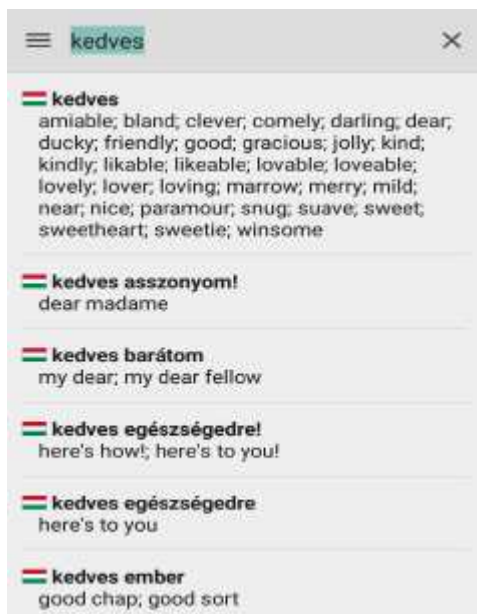 kedves
kedves
amiable; bland; clever; comely; darling; dear;
ducky; friendly; good; gracious; jolly; kind;
kindly; likable; likeable; lovable; loveable;
lovely; lover; loving; marrow; merry; mild;
near; nice; paramour; snug; suave; sweet;
sweetheart; sweetie; winsome
kedves asszonyom!
dear madame
kedves barátom
my dear; my dear fellow
kedves egészségedre!
here's how!; here's to you!
kedves egészségedre
here's to you
kedves ember
good chap; good sort